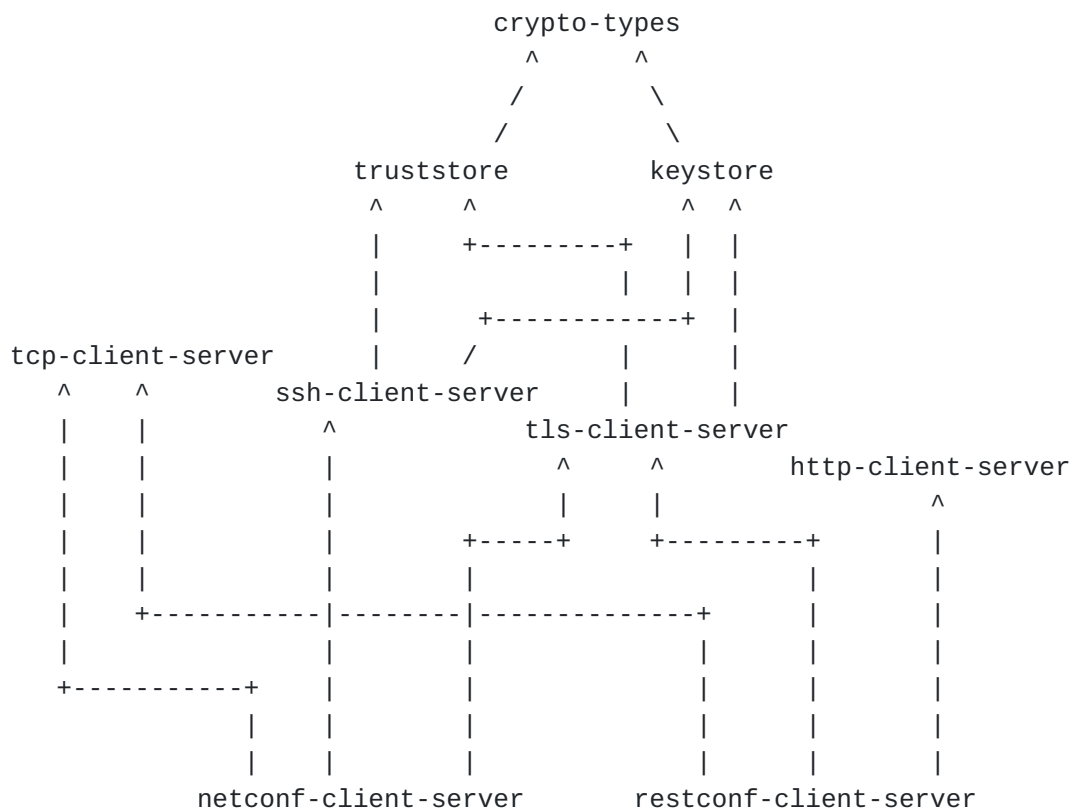 crypto-types
truststore keystore
tcp-client-server
ssh-client-server
tls-client-server
http-client-server
netconf-client-server restconf-client-server